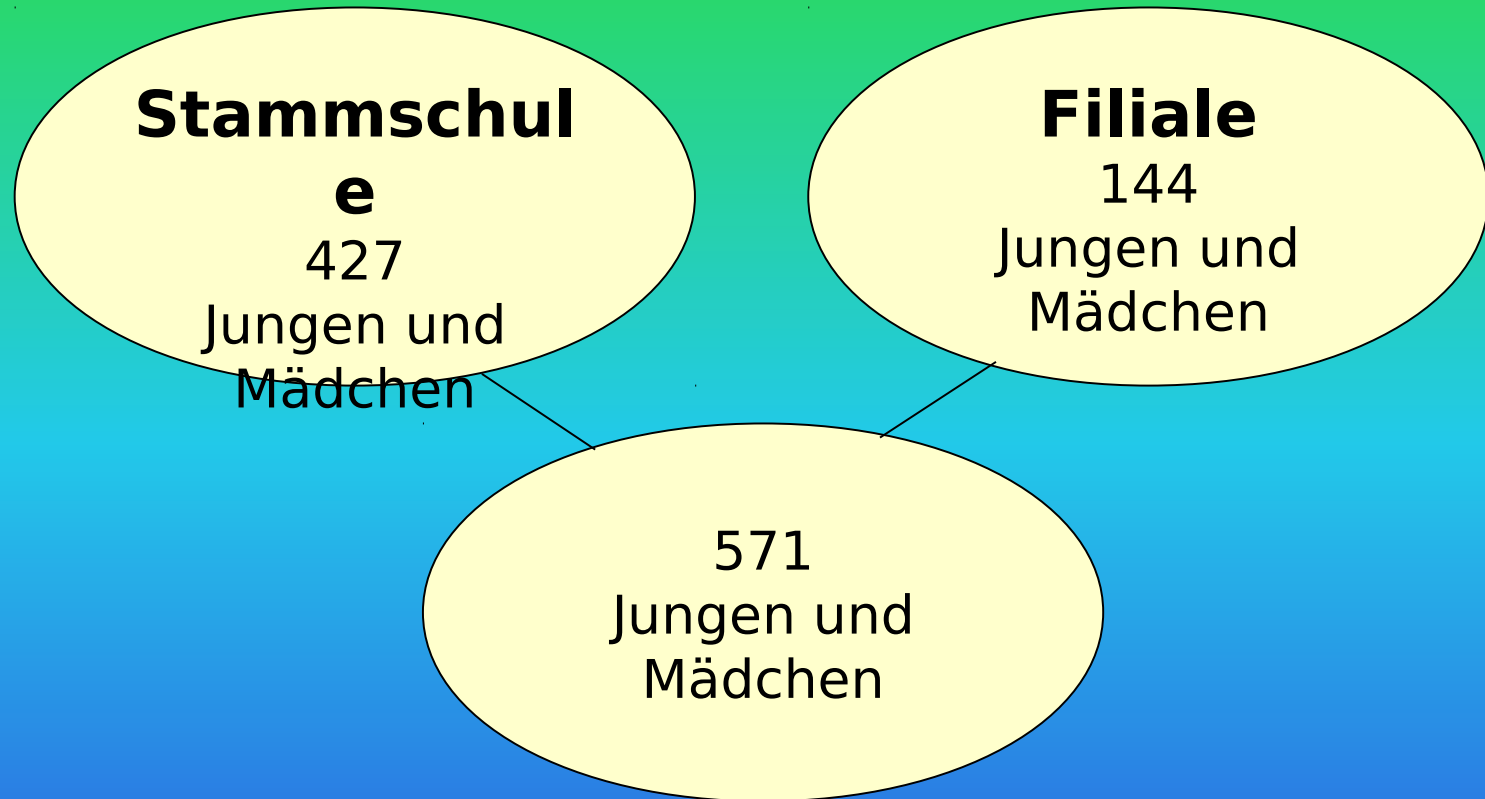 Stammschul
e
427
Jungen und
Mädchen
Filiale
144
Jungen und
Mädchen
571
Jungen und
Mädchen